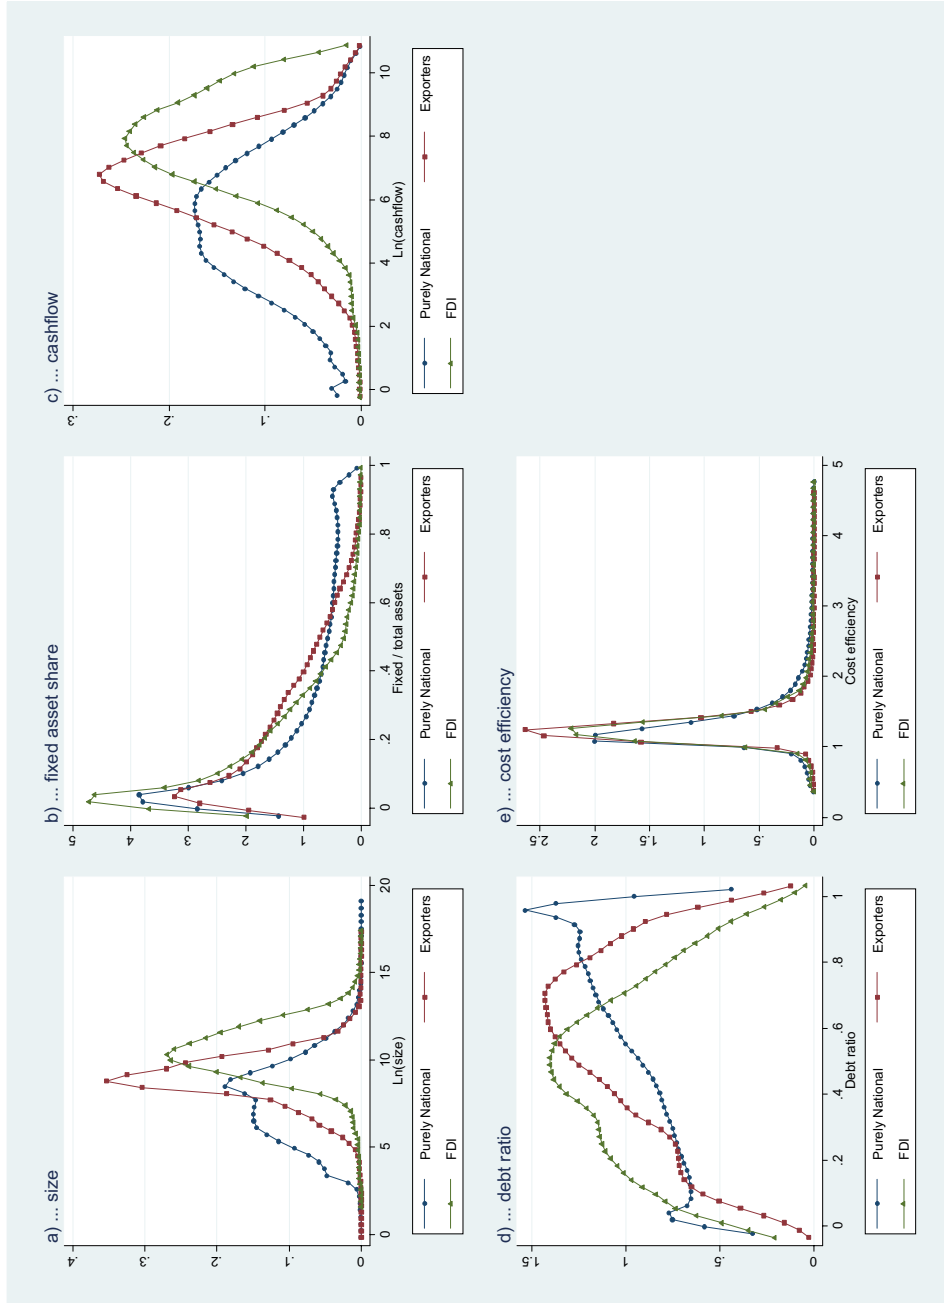 a) ... size
.4
.3
.2
.1
0
0 5 10 15 20
Ln(size)
Purely National Exporters
FDI
b) ... fixed asset share
5
4
3
2
1
0
0 .2 .4 .6 .8 1
Fixed / total assets
Purely National Exporters
FDI
c) ... cashflow
.3
.2
.1
0
0 2 4 6 8 10
Ln(cashflow)
Purely National Exporters
FDI
d) ... debt ratio
1.5
1
.5
0
0 .2 .4 .6 .8 1
Debt ratio
Purely National Exporters
FDI
e) ... cost efficiency
2.5
2
1.5
1
.5
0
0 1 2 3 4 5
Cost efficiency
Purely National Exporters
FDI